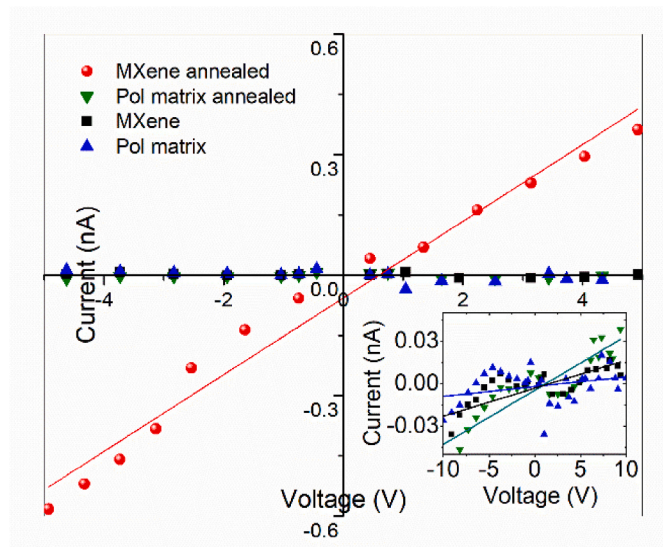 0.6
MXene annealed
Pol matrix annealed
MXene
Pol matrix
0.3
Current (nA)
-4
-2
0.0
0
2
4
-0.3
-0.6
Voltage (V)
0.03
0.00
-0.03
Current (nA)
-10
-5
0
5
10
Voltage (V)